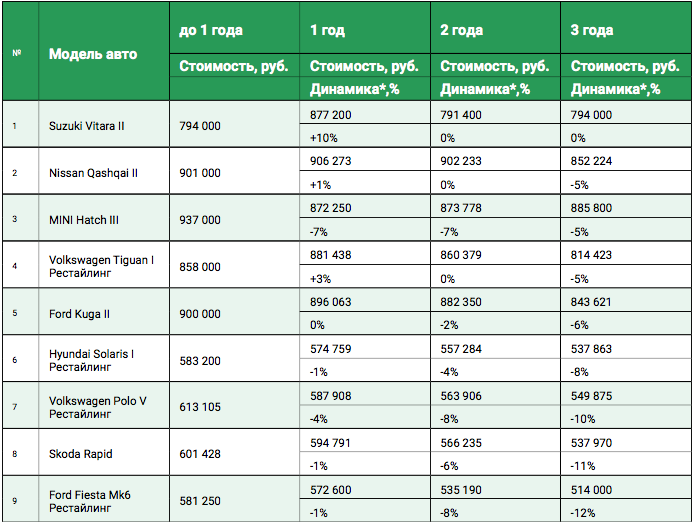 № Модель авто до 1 года 1 год 2 года 3 года
Стоимость, руб. Стоимость, руб. Стоимость, руб. Стоимость, руб.
Динамика*,% Динамика*,% Динамика*,%
1 Suzuki Vitara II 794 000 877 200 791 400 794 000
+10% 0% 0%
2 Nissan Qashqai II 901 000 906 273 902 233 852 224
+1% 0% -5%
3 MINI Hatch III 937 000 872 250 873 778 885 800
-7% -7% -5%
4 Volkswagen Tiguan I Рестайлинг 858 000 881 438 860 379 814 423
+3% 0% -5%
5 Ford Kuga II 900 000 896 063 882 350 843 621
0% -2% -6%
6 Hyundai Solaris I Рестайлинг 583 200 574 759 557 284 537 863
-1% -4% -8%
7 Volkswagen Polo V Рестайлинг 613 105 587 908 563 906 549 875
-4% -8% -10%
8 Skoda Rapid 601 428 594 791 566 235 537 970
-1% -6% -11%
9 Ford Fiesta Mk6 Рестайлинг 581 250 572 600 535 190 514 000
-1% -8% -12%